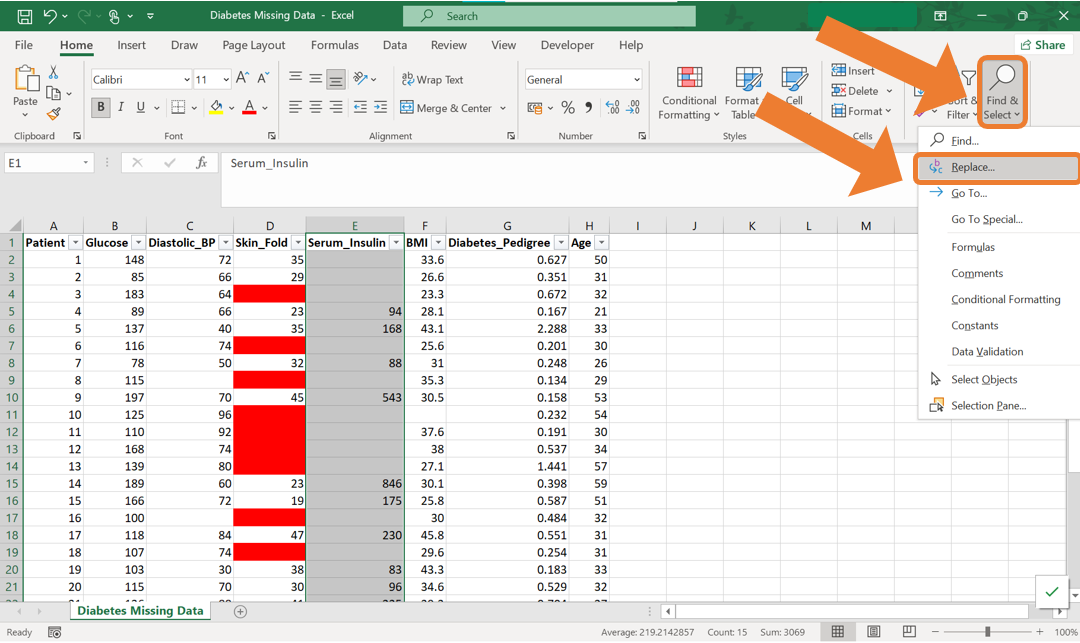 Diabetes Missing Data - Excel
Search
File Home Insert Draw Page Layout Formulas Data Review View Developer Help Share
Paste
Clipboard
Calibri 11
B I U A
Font
Wrap Text
Merge & Center
Alignment
General
% 9
Number
Conditional Formatting
Format Table
Cell
Styles
Insert
Delete
Format
Cells
Filter
Find & Select
Find...
Replace...
Go To...
Go To Special...
Formulas
Comments
Conditional Formatting
Constants
Data Validation
Select Objects
Selection Pane...
E1 fx Serum_Insulin
A B C D E F G H I J K L M
1 Patient Glucose Diastolic_BP Skin_Fold Serum_Insulin BMI Diabetes_Pedigree Age
2 1 148 72 35 33.6 0.627 50
3 2 85 66 29 26.6 0.351 31
4 3 183 64 23.3 0.672 32
5 4 89 66 23 94 28.1 0.167 21
6 5 137 40 35 168 43.1 2.288 33
7 6 116 74 25.6 0.201 30
8 7 78 50 32 88 31 0.248 26
9 8 115 35.3 0.134 29
10 9 197 70 45 543 30.5 0.158 53
11 10 125 96 0.232 54
12 11 110 92 37.6 0.191 30
13 12 168 74 38 0.537 34
14 13 139 80 27.1 1.441 57
15 14 189 60 23 846 30.1 0.398 59
16 15 166 72 19 175 25.8 0.587 51
17 16 100 30 0.484 32
18 17 118 84 47 230 45.8 0.551 31
19 18 107 74 29.6 0.254 31
20 19 103 30 38 83 43.3 0.183 33
21 20 115 70 30 96 34.6 0.529 32
Diabetes Missing Data
Ready Average: 219.2142857 Count: 15 Sum: 3069 100%